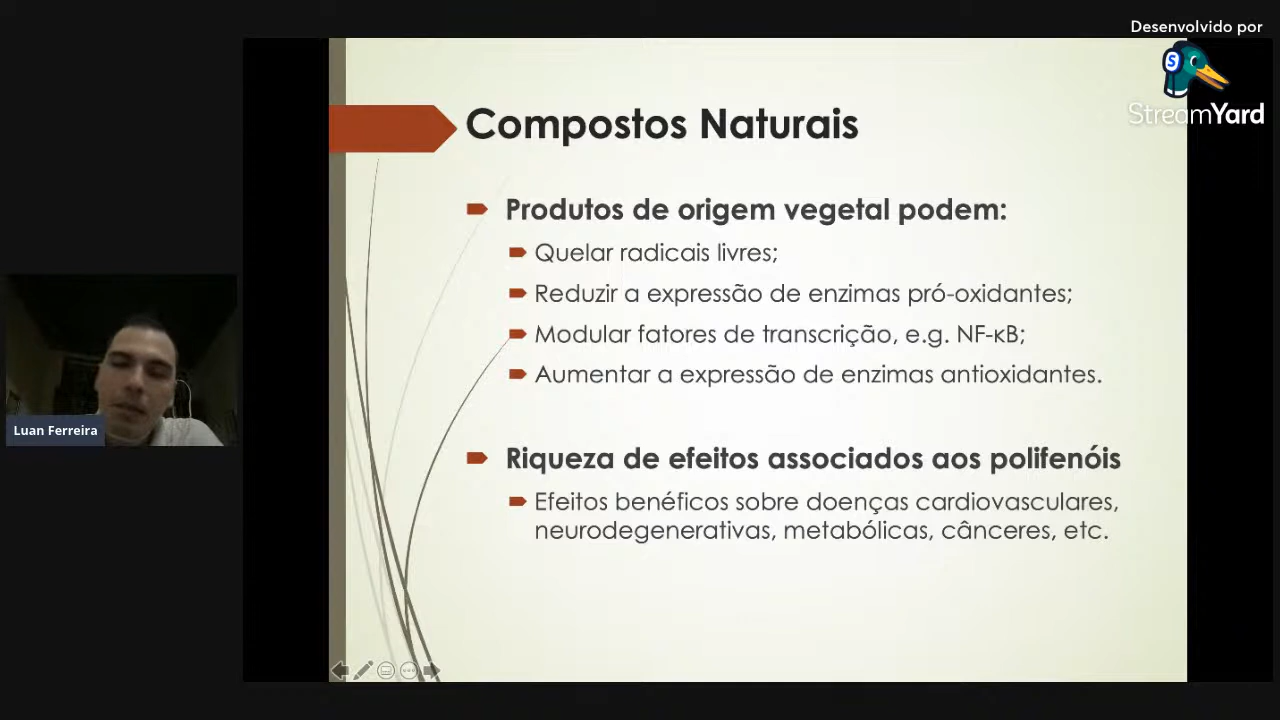 Desenvolvido por
StreamYard
Compostos Naturais
Produtos de origem vegetal podem:
Quelar radicais livres;
Reduzir a expressão de enzimas pró-oxidantes;
Modular fatores de transcrição, e.g. NF-κB;
Aumentar a expressão de enzimas antioxidantes.
Riqueza de efeitos associados aos polifenóis
Efeitos benéficos sobre doenças cardiovasculares,
neurodegenerativas, metabólicas, cânceres, etc.
Luan Ferreira